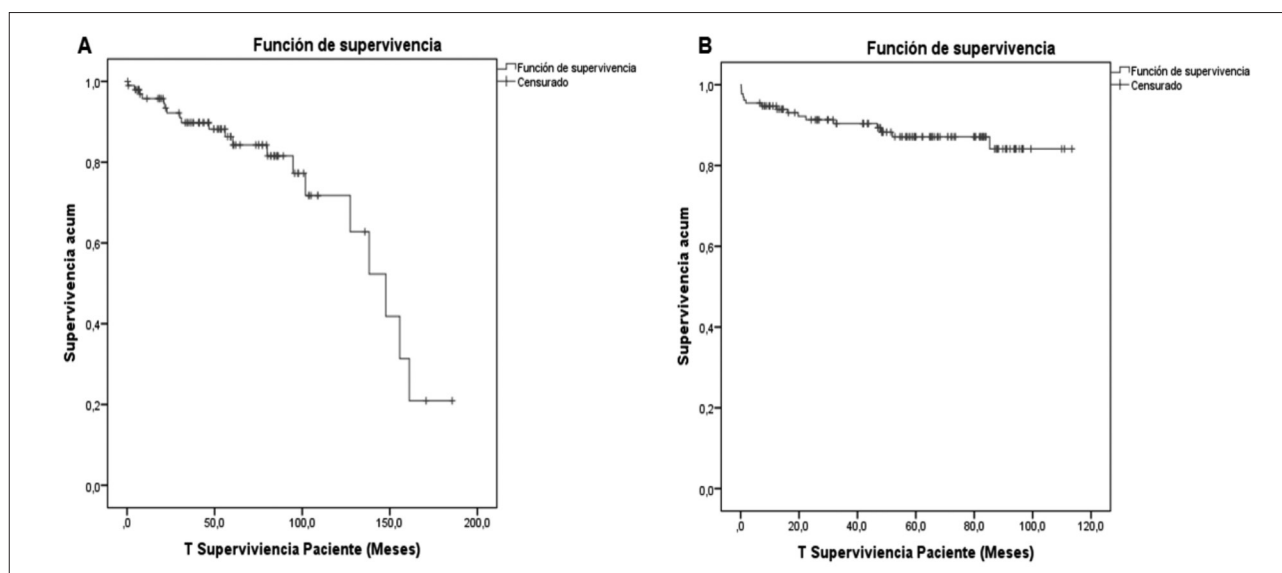 A
Función de supervivencia
Función de supervivencia
Censurado
1,0
0,8
0,6
0,4
0,2
0,0
Supervivencia acum
,0
50,0
100,0
150,0
200,0
T Superviviencia Paciente (Meses)
B
Función de supervivencia
Función de supervivencia
Censurado
1,0
0,8
0,6
0,4
0,2
0,0
Supervivencia acum
,0
20,0
40,0
60,0
80,0
100,0
120,0
T Superviviencia Paciente (Meses)